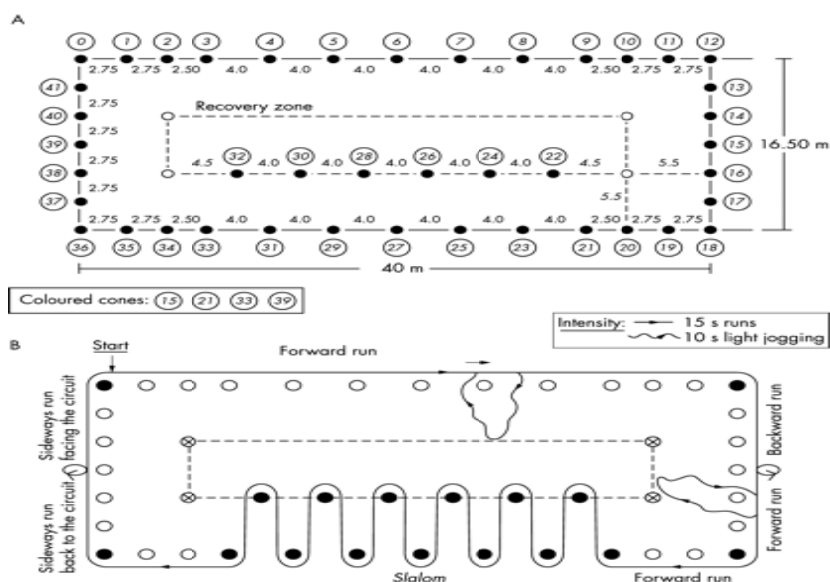 A
0 1 2 3 4 5 6 7 8 9 10 11 12
2.75 2.75 2.50 4.0 4.0 4.0 4.0 4.0 4.0 2.50 2.75 2.75
41 2.75 13
40 2.75 Recovery zone 14
39 2.75 15 16.50 m
32 30 28 26 24 22
38 2.75 4.5 4.0 4.0 4.0 4.0 4.0 4.5 5.5 16
37 2.75 5.5 17
2.75 2.75 2.50 4.0 4.0 4.0 4.0 4.0 4.0 2.50 2.75 2.75
36 35 34 33 31 29 27 25 23 21 20 19 18
40 m
Coloured cones: 15 21 33 39
Intensity: 15 s runs
10 s light jogging
B
Start
Forward run
Sideways run
facing the circuit
Backward run
Sideways run
back to the circuit
Forward run
Slalom
Forward run